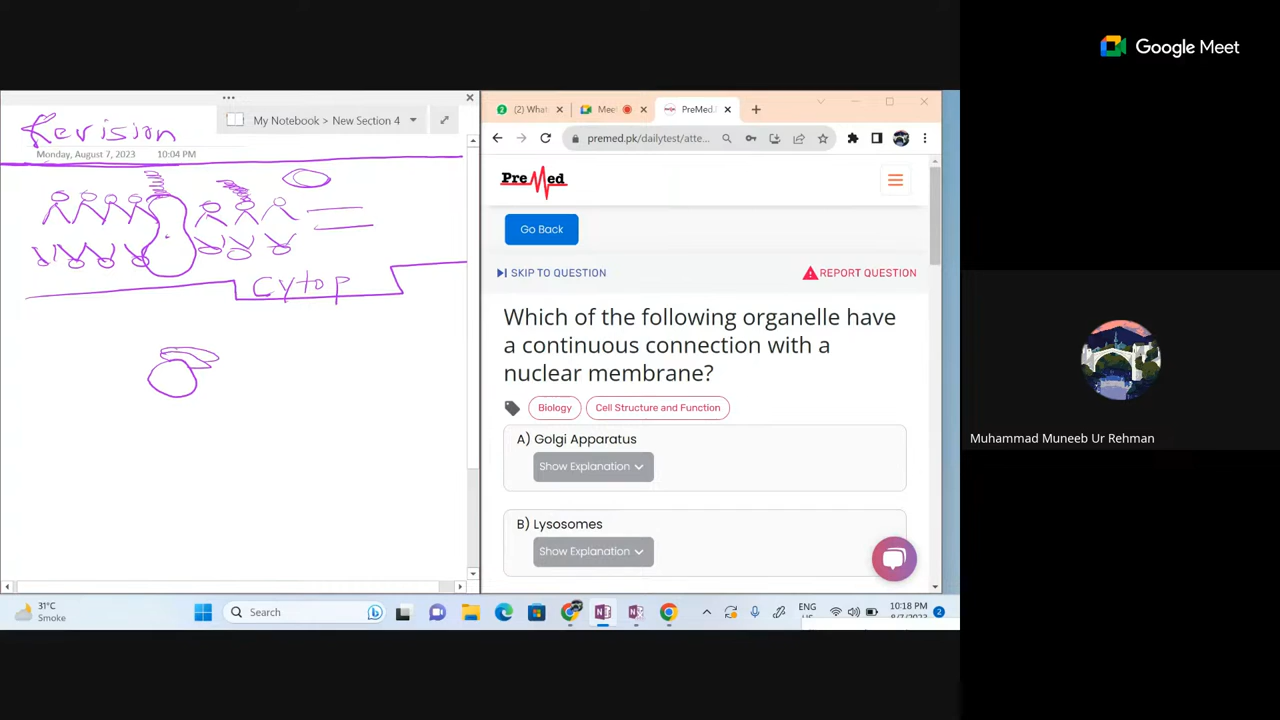 Google Meet
My Notebook > New Section 4
Revision
Monday, August 7, 2023 10:04 PM
Cytop
(2) What
Meet
PreMed.
premed.pk/dailytest/atte...
PreMed
Go Back
SKIP TO QUESTION
REPORT QUESTION
Which of the following organelle have
a continuous connection with a
nuclear membrane?
Biology
Cell Structure and Function
A) Golgi Apparatus
Show Explanation
B) Lysosomes
Show Explanation
Muhammad Muneeb Ur Rehman
31°C
Smoke
Search
ENG
10:18 PM
2